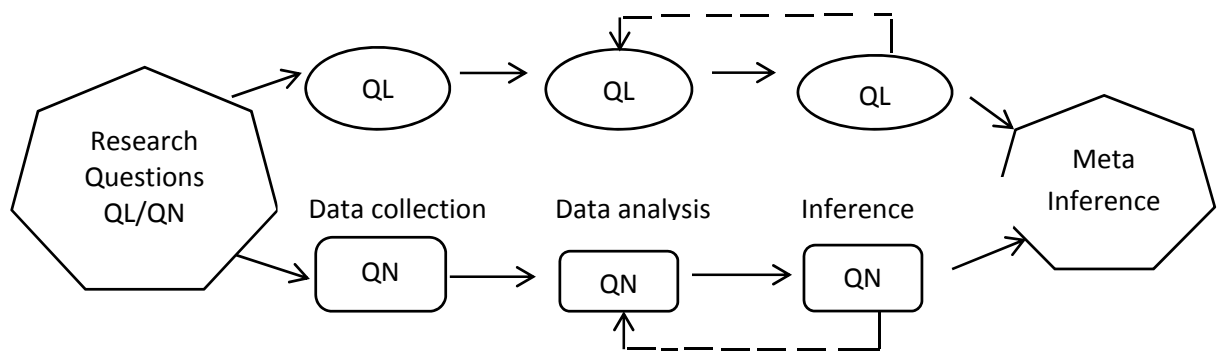 QL
QL
QL
Research
Questions
QL/QN
Meta
Inference
Data collection
Data analysis
Inference
QN
QN
QN